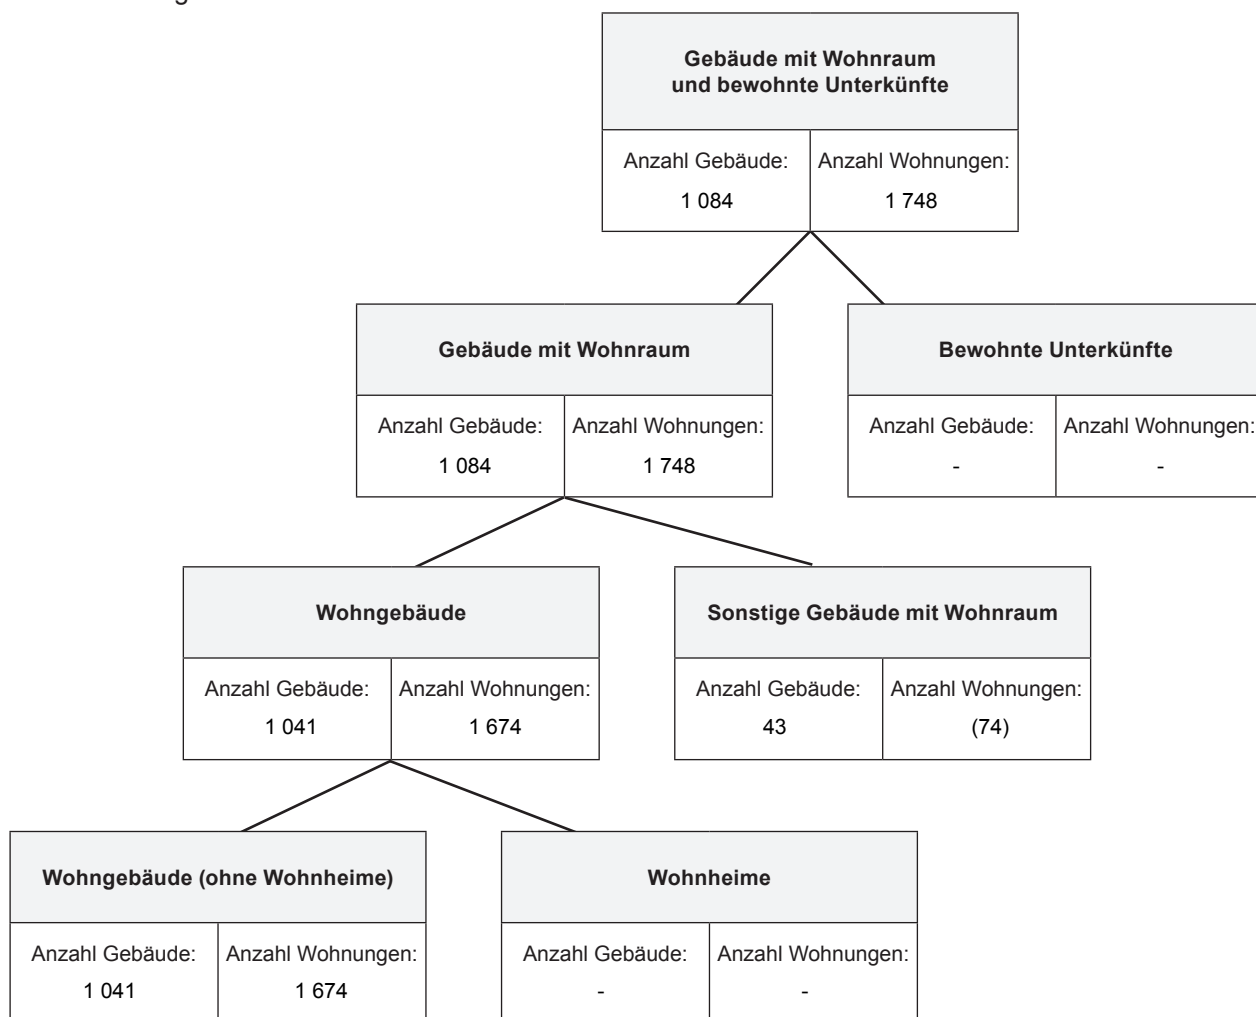 Gebäude mit Wohnraum
und bewohnte Unterkünfte
Anzahl Gebäude: Anzahl Wohnungen:
1 084 1 748
Gebäude mit Wohnraum Bewohnte Unterkünfte
Anzahl Gebäude: Anzahl Wohnungen: Anzahl Gebäude: Anzahl Wohnungen:
1 084 1 748 - -
Wohngebäude Sonstige Gebäude mit Wohnraum
Anzahl Gebäude: Anzahl Wohnungen: Anzahl Gebäude: Anzahl Wohnungen:
1 041 1 674 43 (74)
Wohngebäude (ohne Wohnheime) Wohnheime
Anzahl Gebäude: Anzahl Wohnungen: Anzahl Gebäude: Anzahl Wohnungen:
1 041 1 674 - -